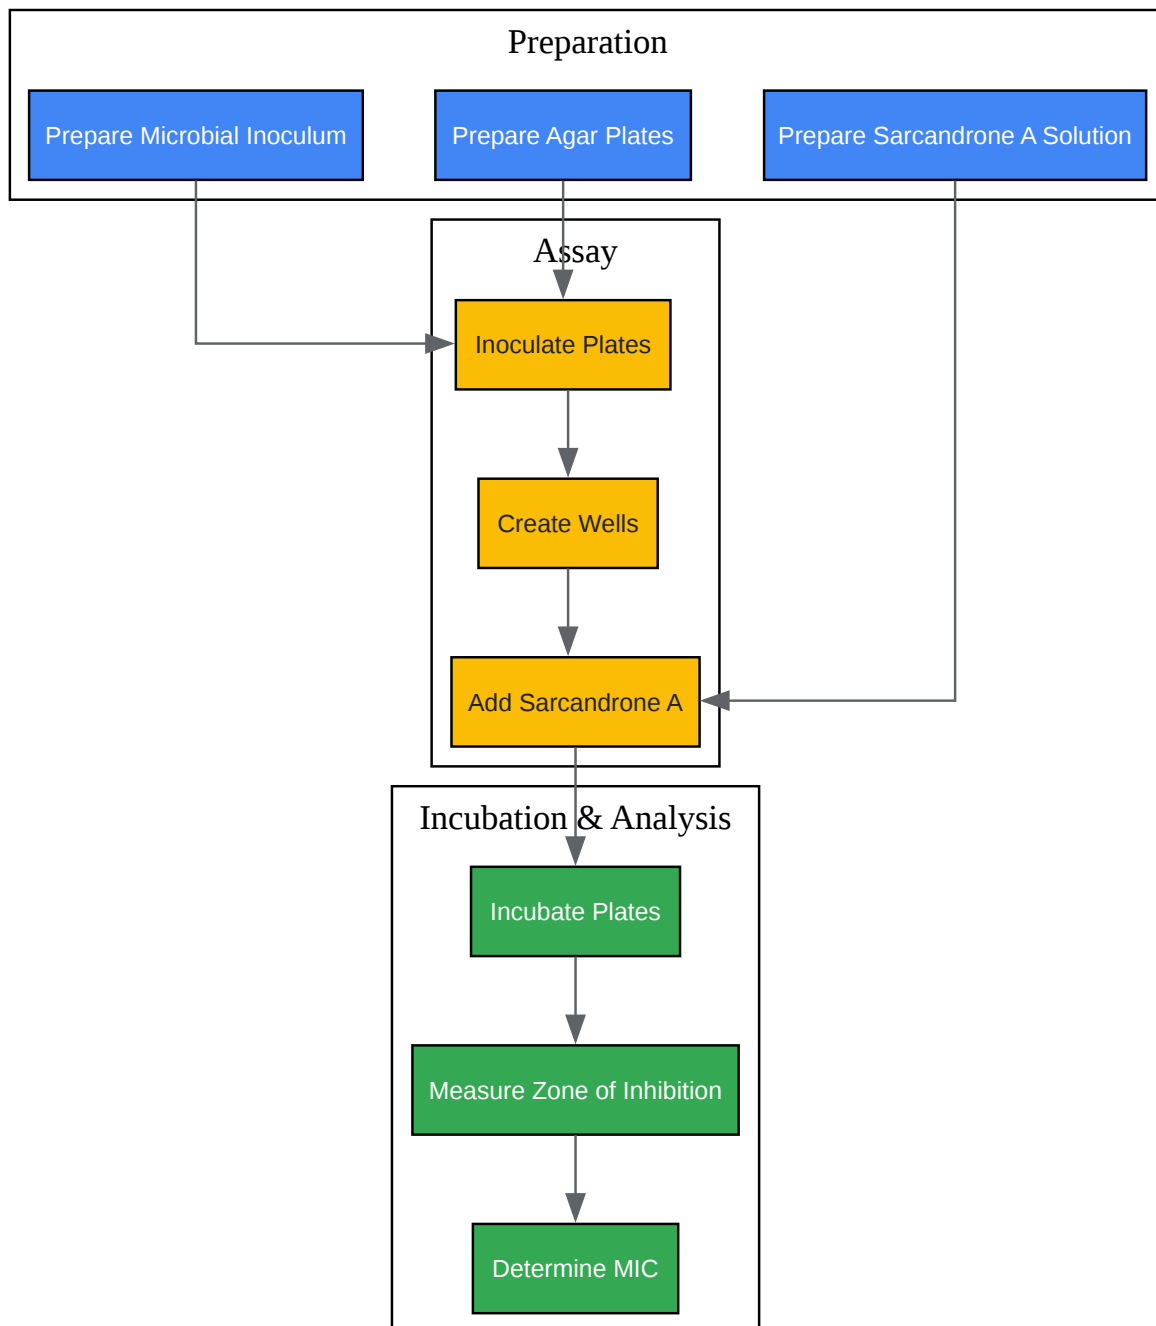 Preparation
Prepare Microbial Inoculum
Prepare Agar Plates
Prepare Sarcandrone A Solution
Assay
Inoculate Plates
Create Wells
Add Sarcandrone A
Incubation & Analysis
Incubate Plates
Measure Zone of Inhibition
Determine MIC